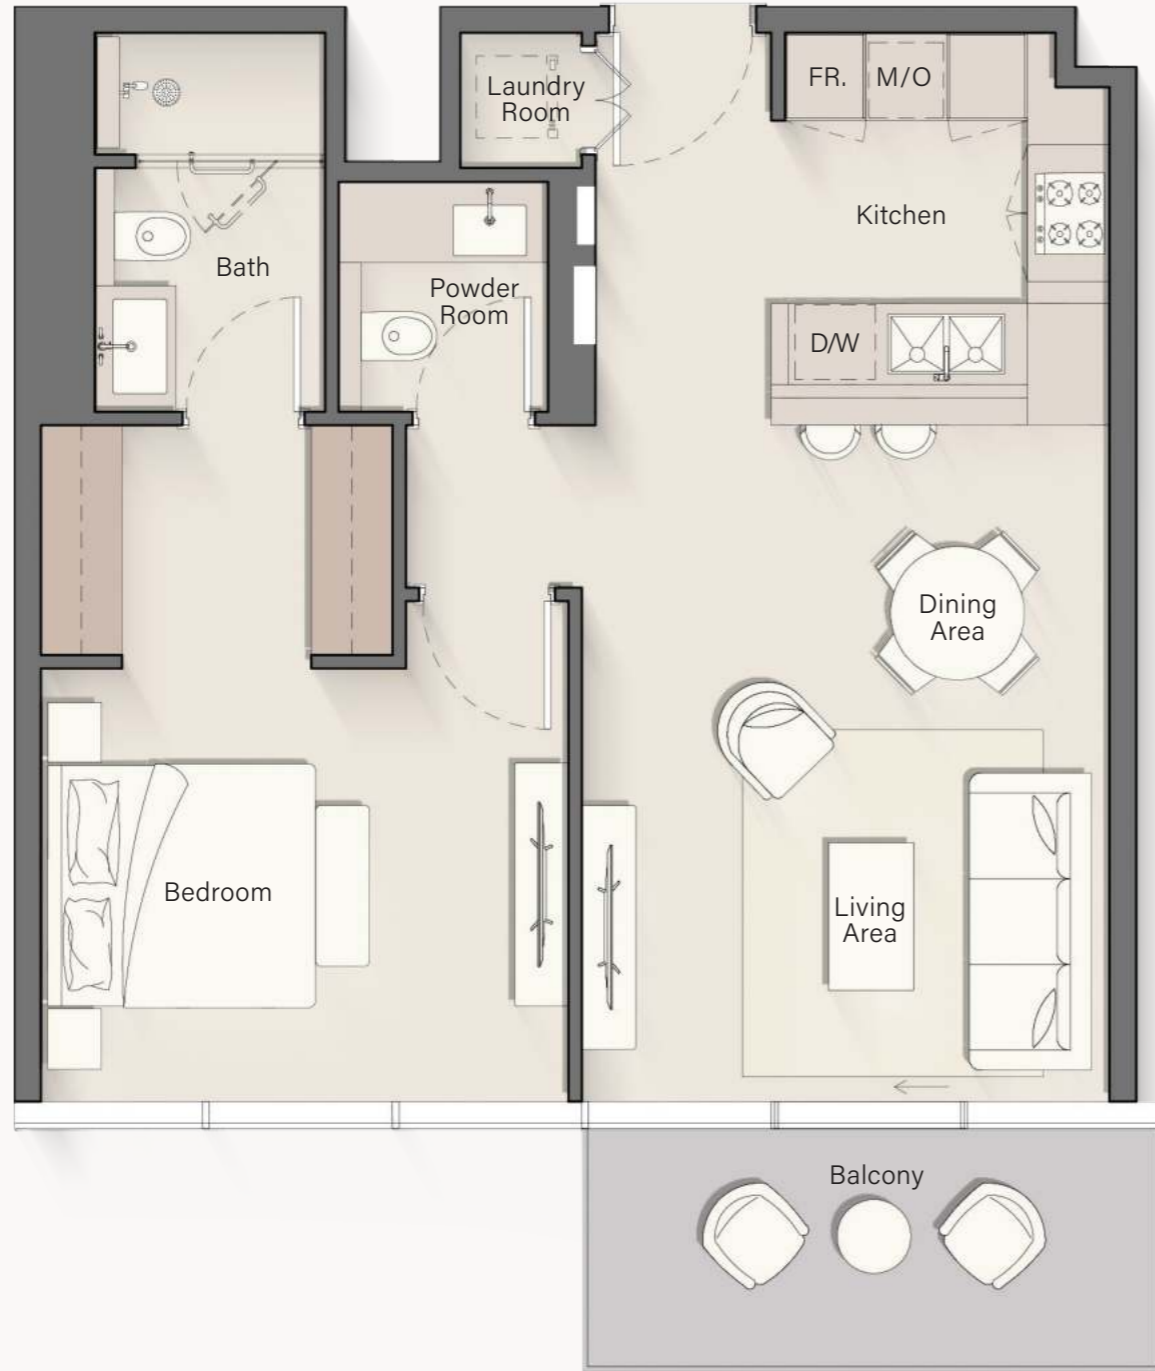 Laundry
Room
FR.
M/O
Kitchen
Bath
Powder
Room
D/W
Dining
Area
Bedroom
Living
Area
Balcony